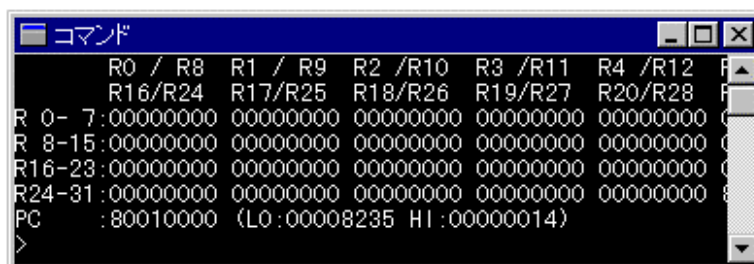 コマンド
R0 / R8 R1 / R9 R2 /R10 R3 /R11 R4 /R12
R16/R24 R17/R25 R18/R26 R19/R27 R20/R28
R 0- 7:00000000 00000000 00000000 00000000 00000000
R 8-15:00000000 00000000 00000000 00000000 00000000
R16-23:00000000 00000000 00000000 00000000 00000000
R24-31:00000000 00000000 00000000 00000000 00000000
PC :80010000 (LO:00008235 HI:00000014)
>